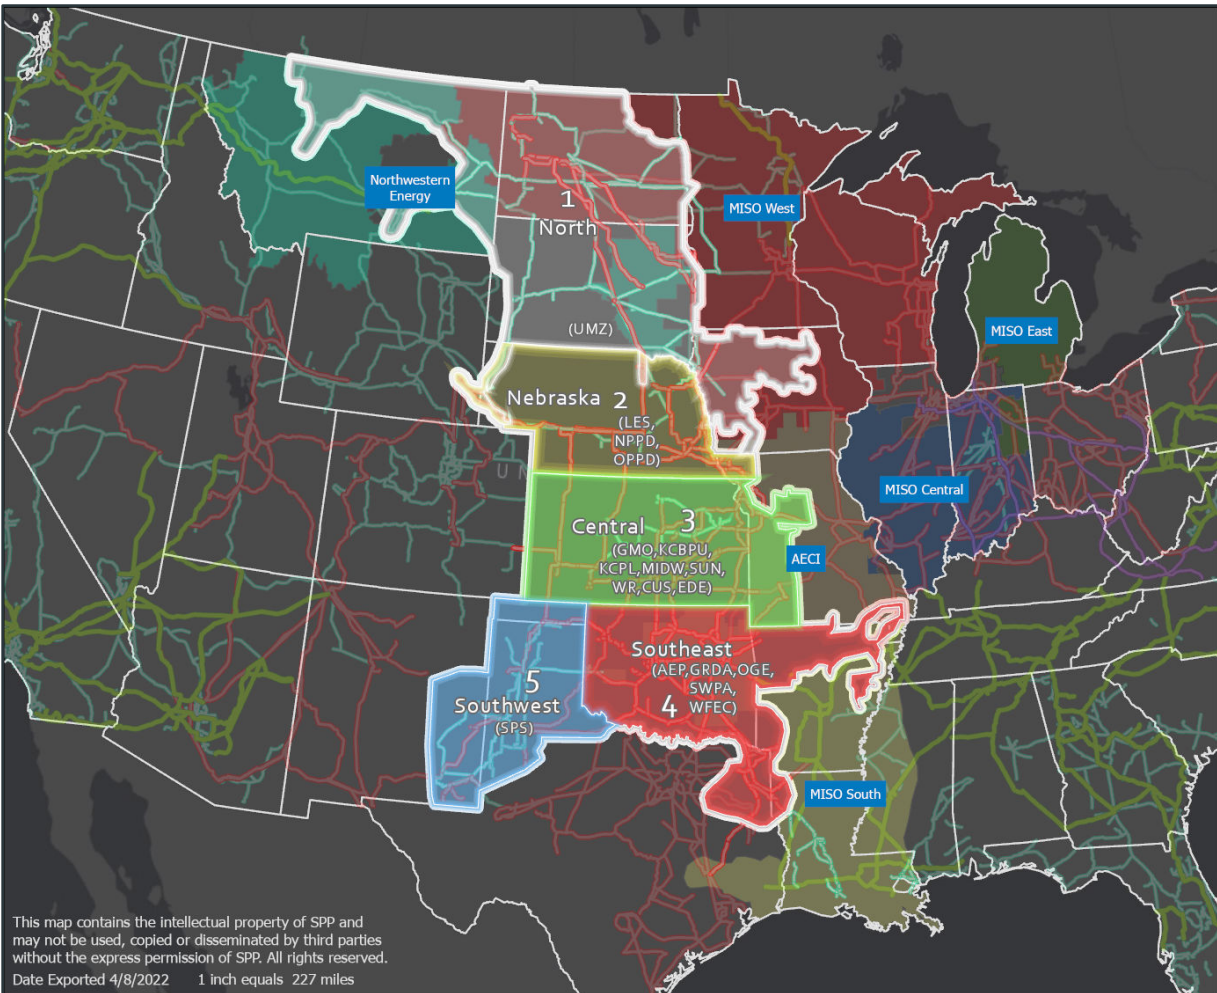 Northwestern
Energy
1
North
MISO West
(UMZ)
MISO East
Nebraska 2
(LES,
NPPD,
OPPD)
MISO Central
Central 3
(GMO,KCBPU,
KCPL,MIDW,SUN,
WR,CUS,EDE)
AECI
Southeast
(AEP,GRDA,OGE,
SWPA,
4 WFEC)
5
Southwest
(SPS)
MISO South
This map contains the intellectual property of SPP and
may not be used, copied or disseminated by third parties
without the express permission of SPP. All rights reserved.
Date Exported 4/8/2022 1 inch equals 227 miles